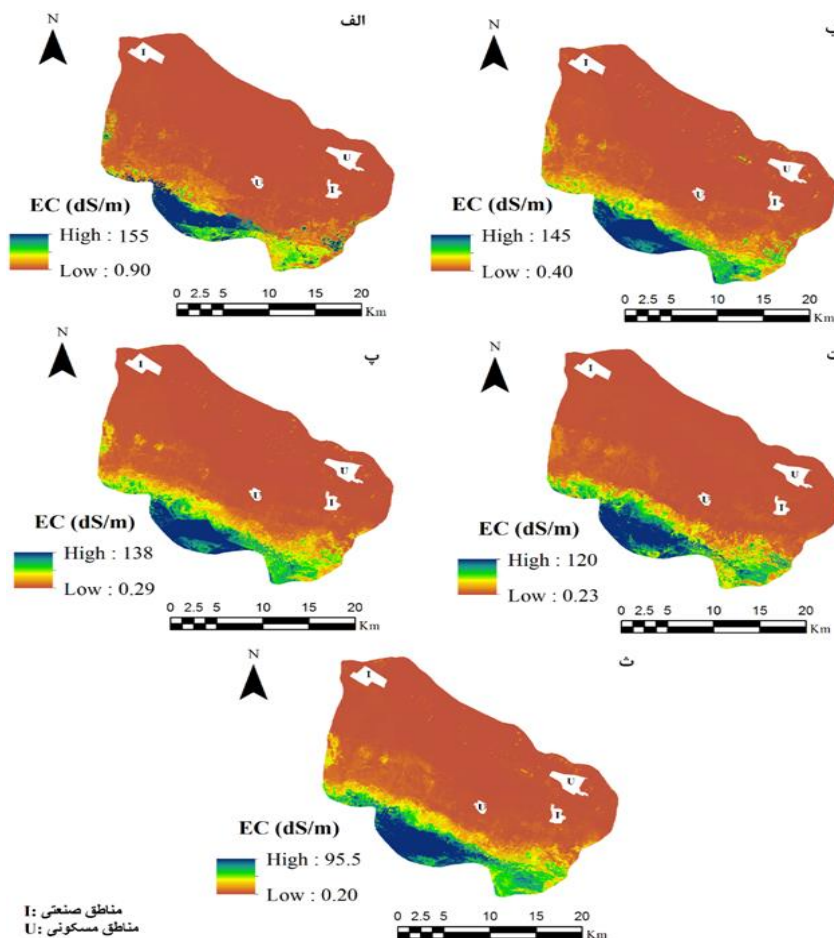 N
الف
I
U
U
I
EC (dS/m)
High : 155
Low : 0.90
0 2.5 5 10 15 20
Km
N
ب
I
U
U
I
EC (dS/m)
High : 145
Low : 0.40
0 2.5 5 10 15 20
Km
N
پ
I
U
U
I
EC (dS/m)
High : 138
Low : 0.29
0 2.5 5 10 15 20
Km
N
ت
I
U
U
I
EC (dS/m)
High : 120
Low : 0.23
0 2.5 5 10 15 20
Km
N
ث
I
U
U
I
EC (dS/m)
High : 95.5
Low : 0.20
0 2.5 5 10 15 20
Km
I: مناطق صنعتی
U: مناطق مسکونی